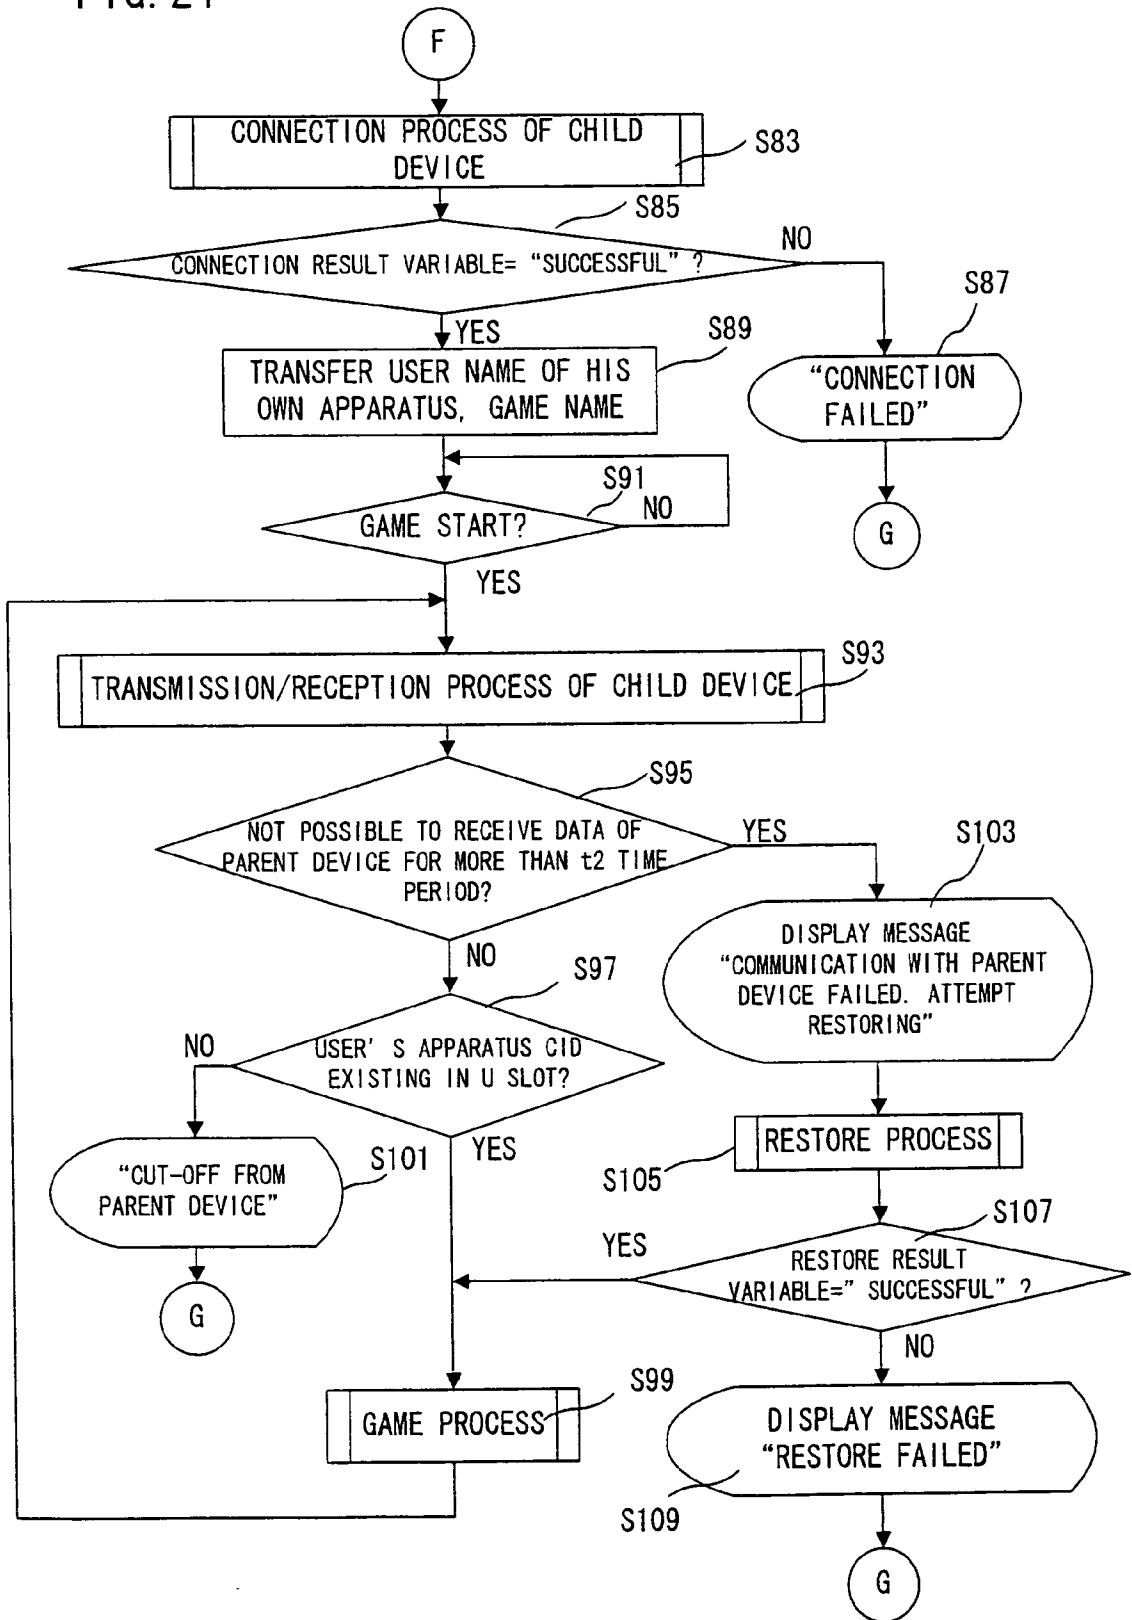 F
CONNECTION PROCESS OF CHILD
DEVICE
S83
S85
CONNECTION RESULT VARIABLE= “SUCCESSFUL” ?
NO
YES
S87
“CONNECTION
FAILED”
G
S89
TRANSFER USER NAME OF HIS
OWN APPARATUS, GAME NAME
S91
GAME START?
NO
YES
S93
TRANSMISSION/RECEPTION PROCESS OF CHILD DEVICE
S95
NOT POSSIBLE TO RECEIVE DATA OF
PARENT DEVICE FOR MORE THAN t2 TIME
PERIOD?
YES
NO
S103
DISPLAY MESSAGE
“COMMUNICATION WITH PARENT
DEVICE FAILED. ATTEMPT
RESTORING”
S97
USER' S APPARATUS CID
EXISTING IN U SLOT?
NO
YES
S101
“CUT-OFF FROM
PARENT DEVICE”
G
S105
RESTORE PROCESS
S107
RESTORE RESULT
VARIABLE=” SUCCESSFUL” ?
YES
NO
S99
GAME PROCESS
DISPLAY MESSAGE
“RESTORE FAILED”
S109
G